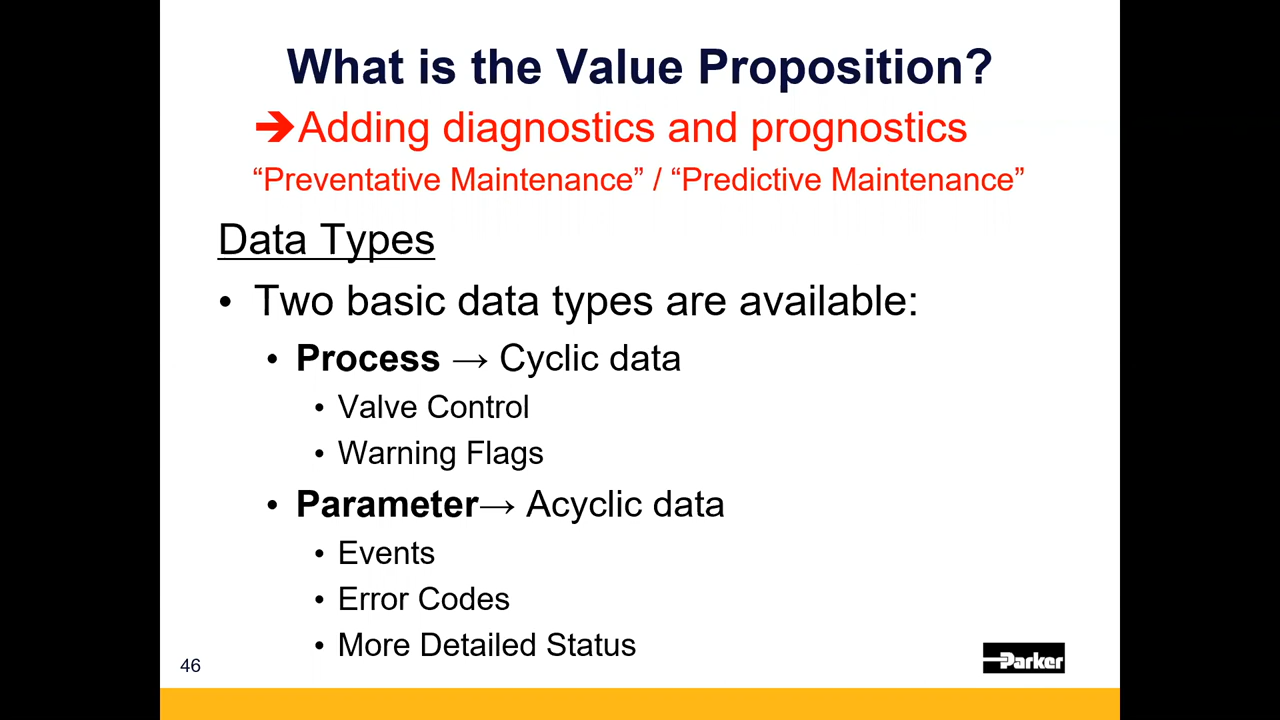 What is the Value Proposition?
➔Adding diagnostics and prognostics
“Preventative Maintenance” / “Predictive Maintenance”
Data Types
• Two basic data types are available:
• Process → Cyclic data
• Valve Control
• Warning Flags
• Parameter→ Acyclic data
• Events
• Error Codes
• More Detailed Status
46
Parker